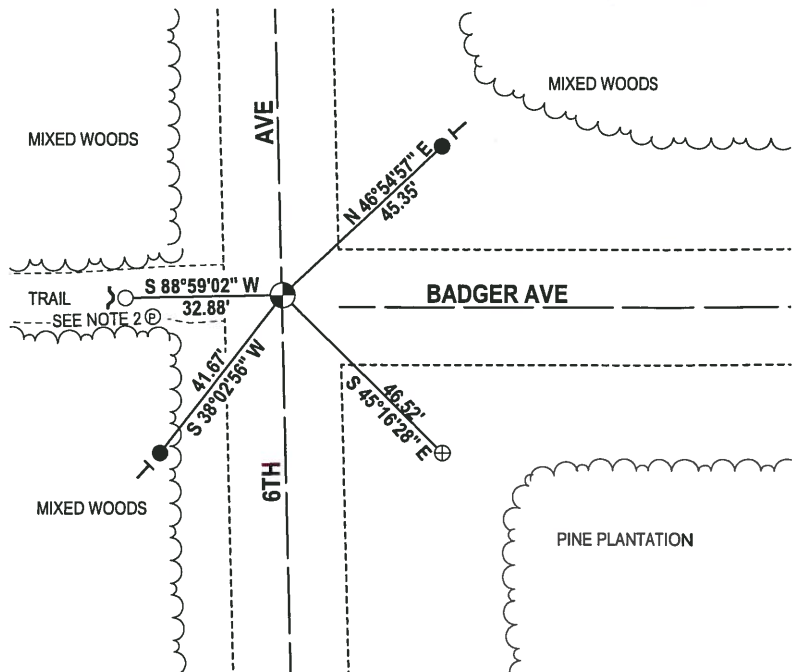 MIXED WOODS
AVE
MIXED WOODS
N 46°54'57" E
45.35'
S 88°59'02" W
32.88'
TRAIL
SEE NOTE 2 P
BADGER AVE
41.67'
S 38°02'56" W
46.52'
S 45°16'28" E
6TH
MIXED WOODS
PINE PLANTATION